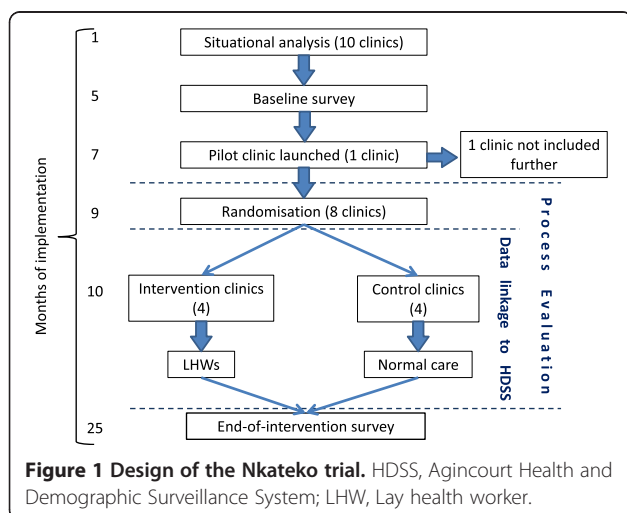 1
Situational analysis (10 clinics)
5
Baseline survey
7
Pilot clinic launched (1 clinic)
1 clinic not included
further
9
Randomisation (8 clinics)
Months of implementation
Process Evaluation
Data linkage to HDSS
10
Intervention clinics
(4)
Control clinics
(4)
LHWs
Normal care
25
End-of-intervention survey
Figure 1 Design of the Nkateko trial. HDSS, Agincourt Health and
Demographic Surveillance System; LHW, Lay health worker.